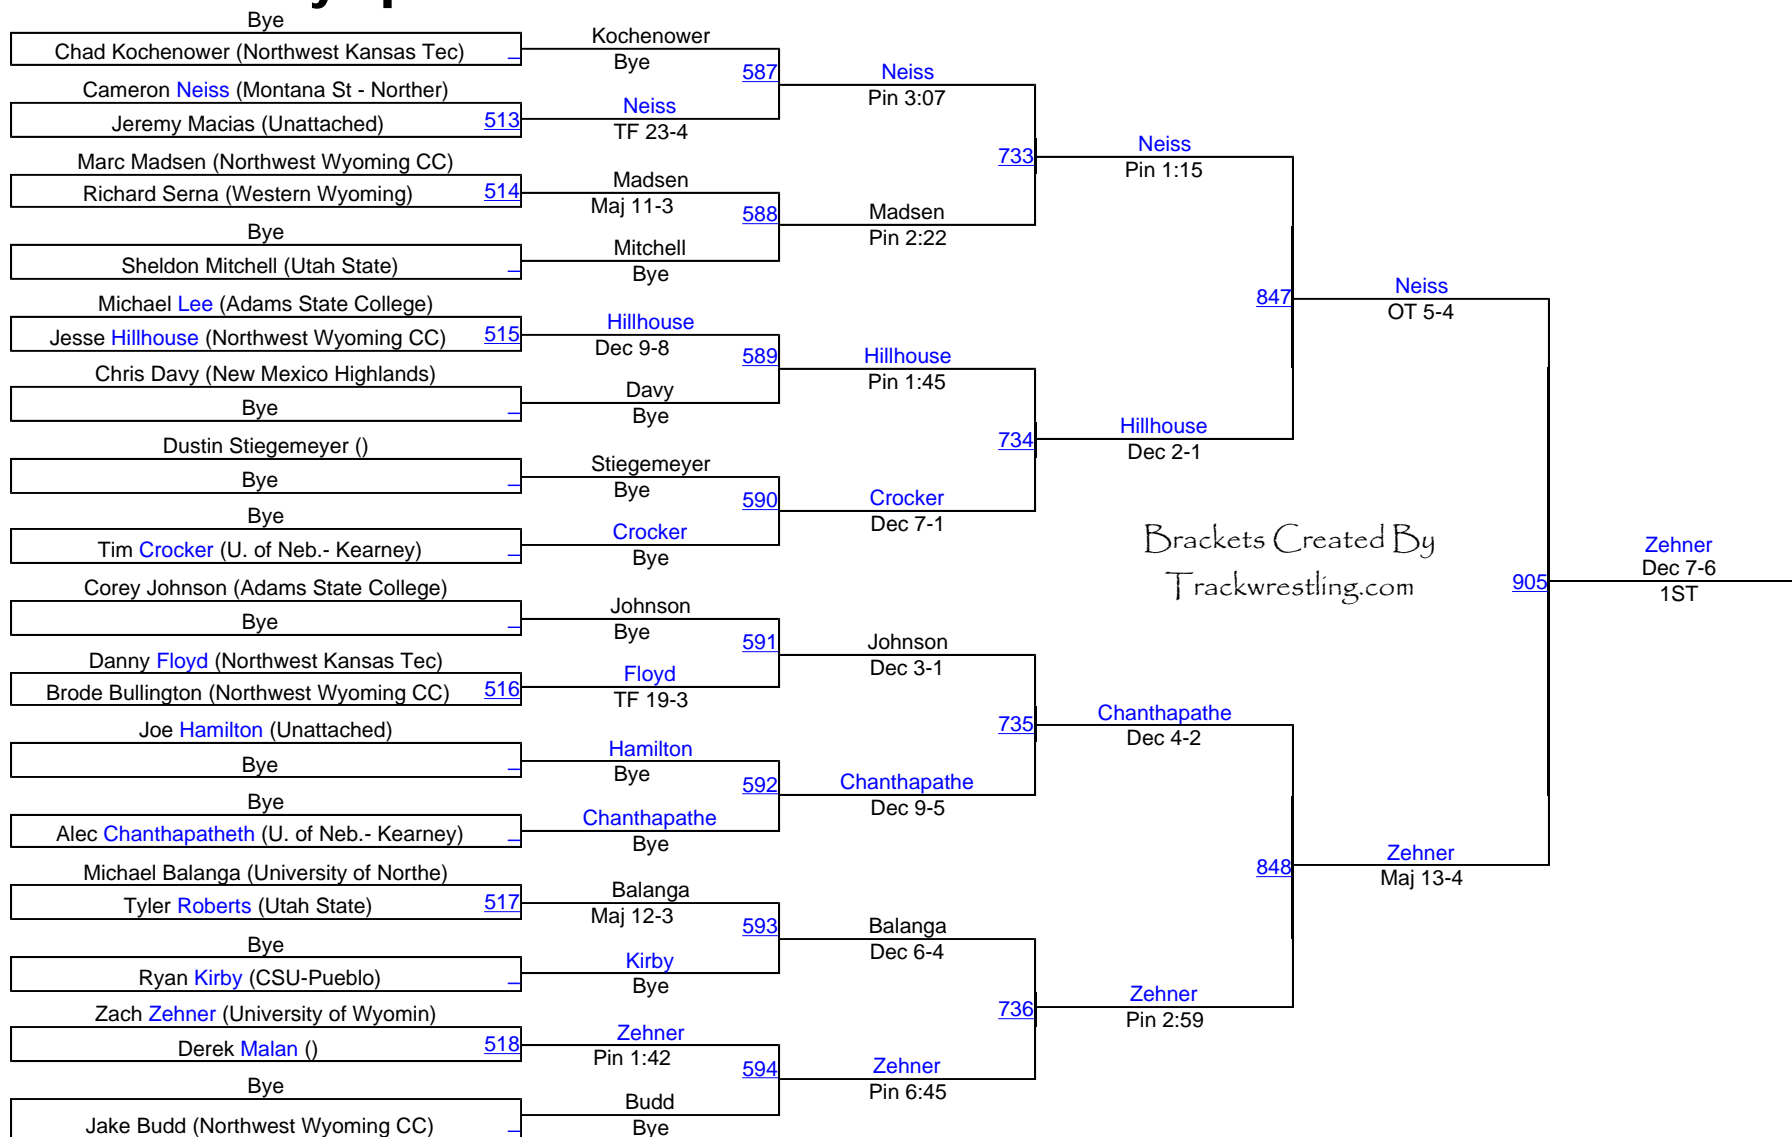 Bye
Chad Kochenower (Northwest Kansas Tec)
Cameron Neiss (Montana St - Norther)
Jeremy Macias (Unattached) 513
Marc Madsen (Northwest Wyoming CC)
Richard Serna (Western Wyoming) 514
Bye
Sheldon Mitchell (Utah State)
Michael Lee (Adams State College)
Jesse Hillhouse (Northwest Wyoming CC) 515
Chris Davy (New Mexico Highlands)
Bye
Dustin Stiegemeyer ()
Bye
Bye
Tim Crocker (U. of Neb.- Kearney)
Corey Johnson (Adams State College)
Bye
Danny Floyd (Northwest Kansas Tec)
Brode Bullington (Northwest Wyoming CC) 516
Joe Hamilton (Unattached)
Bye
Bye
Alec Chanthapatheth (U. of Neb.- Kearney)
Michael Balanga (University of Northe)
Tyler Roberts (Utah State) 517
Bye
Ryan Kirby (CSU-Pueblo)
Zach Zehner (University of Wyomin)
Derek Malan () 518
Bye
Jake Budd (Northwest Wyoming CC)
Kochenower
Bye
587
Neiss
TF 23-4
Madsen
Maj 11-3
588
Mitchell
Bye
Hillhouse
Dec 9-8
589
Davy
Bye
Stiegemeyer
Bye
590
Crocker
Bye
Johnson
Bye
591
Floyd
TF 19-3
Hamilton
Bye
592
Chanthapathe
Bye
Balanga
Maj 12-3
593
Kirby
Bye
Zehner
Pin 1:42
594
Budd
Bye
Neiss
Pin 3:07
733
Madsen
Pin 2:22
Hillhouse
Pin 1:45
734
Crocker
Dec 7-1
Johnson
Dec 3-1
735
Chanthapathe
Dec 9-5
Balanga
Dec 6-4
736
Zehner
Pin 6:45
Neiss
Pin 1:15
847
Hillhouse
Dec 2-1
Brackets Created By
Trackwrestling.com
Chanthapathe
Dec 4-2
848
Zehner
Pin 2:59
Neiss
OT 5-4
905
Zehner
Maj 13-4
Zehner
Dec 7-6
1ST